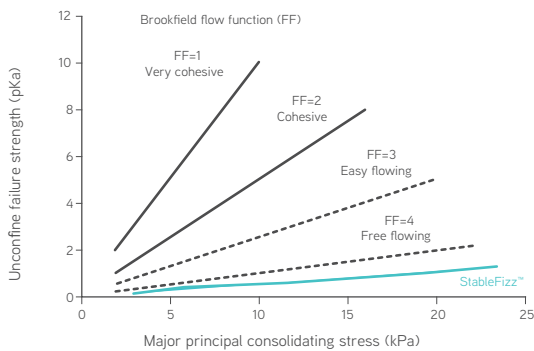 Brookfield flow function (FF)
12
10
8
6
4
2
0
Unconfine failure strength (pKa)
FF=1
Very cohesive
FF=2
Cohesive
FF=3
Easy flowing
FF=4
Free flowing
StableFizz™
0
5
10
15
20
25
Major principal consolidating stress (kPa)